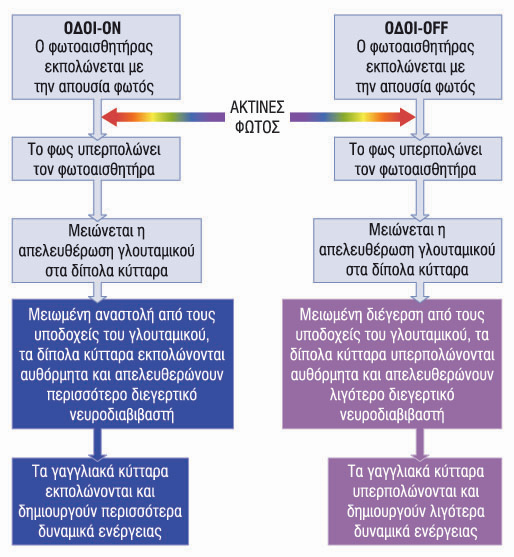 ΟΔΟΙ-ON
Ο φωτοαισθητήρας
εκπολώνεται με
την απουσία φωτός
ΟΔΟΙ-OFF
Ο φωτοαισθητήρας
εκπολώνεται με
την απουσία φωτός
ΑΚΤΙΝΕΣ
ΦΩΤΟΣ
Το φως υπερπολώνει
τον φωτοαισθητήρα
Το φως υπερπολώνει
τον φωτοαισθητήρα
Μειώνεται η
απελευθέρωση γλουταμικού
στα δίπολα κύτταρα
Μειώνεται η
απελευθέρωση γλουταμικού
στα δίπολα κύτταρα
Μειωμένη αναστολή από τους
υποδοχείς του γλουταμικού,
τα δίπολα κύτταρα εκπολώνονται
αυθόρμητα και απελευθερώνουν
περισσότερο διεγερτικό
νευροδιαβιβαστή
Μειωμένη διέγερση από τους
υποδοχείς του γλουταμικού, τα
δίπολα κύτταρα υπερπολώνονται
αυθόρμητα και απελευθερώνουν
λιγότερο διεγερτικό
νευροδιαβιβαστή
Τα γαγγλιακά κύτταρα
εκπολώνονται και
δημιουργούν περισσότερα
δυναμικά ενέργειας
Τα γαγγλιακά κύτταρα
υπερπολώνονται και
δημιουργούν λιγότερα
δυναμικά ενέργειας